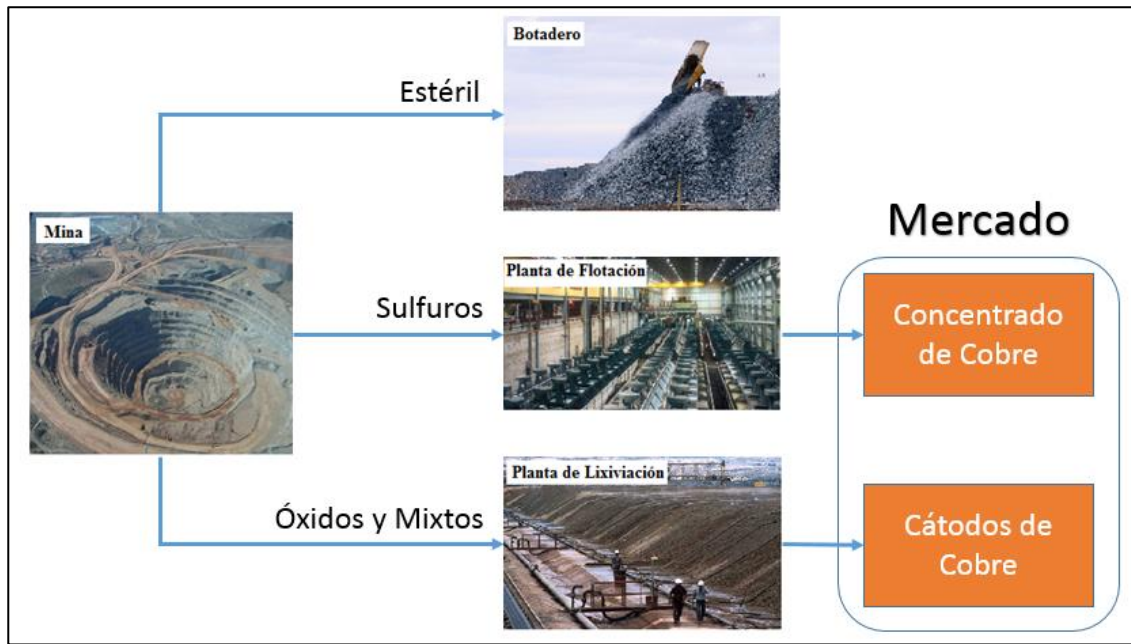 Botadero
Estéril
Mina
Mercado
Planta de Flotación
Sulfuros
Concentrado
de Cobre
Planta de Lixiviación
Óxidos y Mixtos
Cátodos de
Cobre